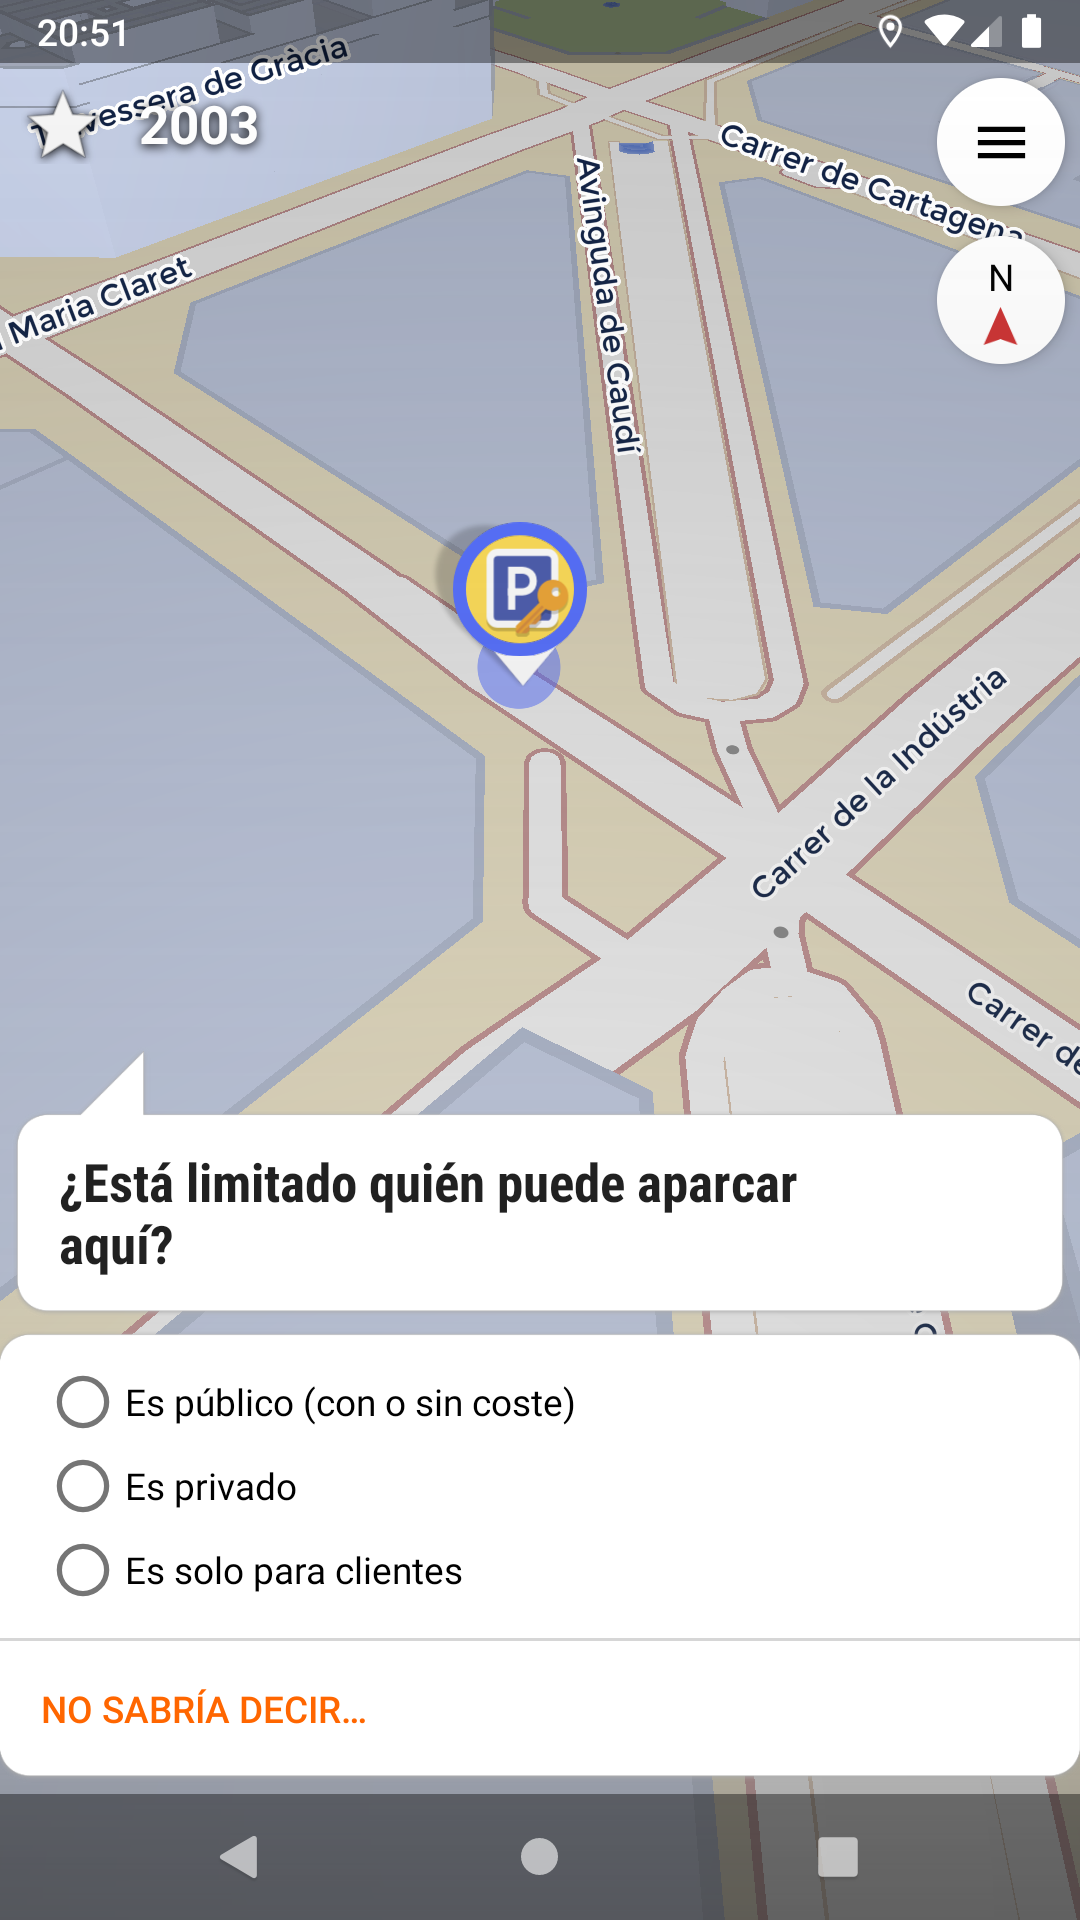 20:51
Travessera de Gràcia
2003
Carrer de Cartagena
Avinguda de Gaudí
N
Maria Claret
P
Carrer de la Indústria
Carrer de
¿Está limitado quién puede aparcar
aquí?
Es público (con o sin coste)
Es privado
Es solo para clientes
NO SABRÍA DECIR...